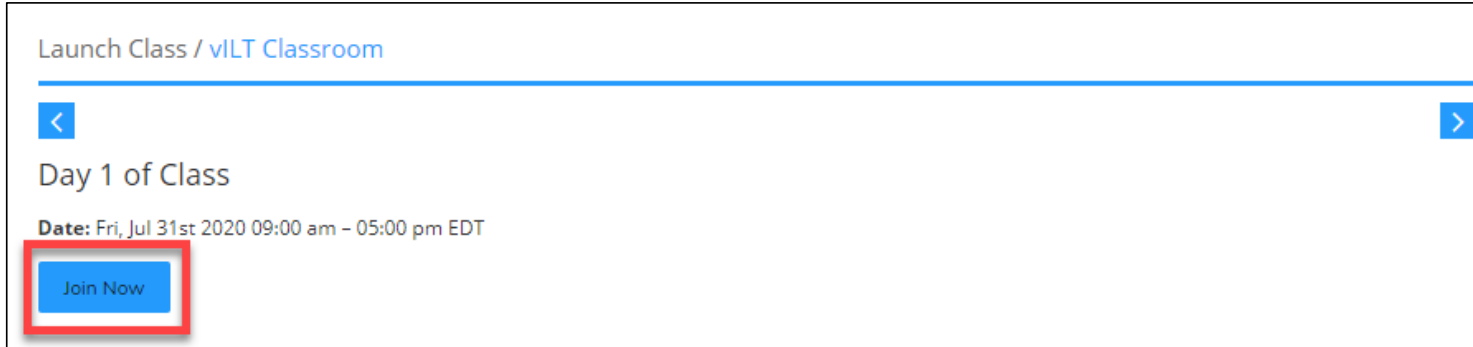 Launch Class / vILT Classroom
Day 1 of Class
Date: Fri, Jul 31st 2020 09:00 am – 05:00 pm EDT
Join Now